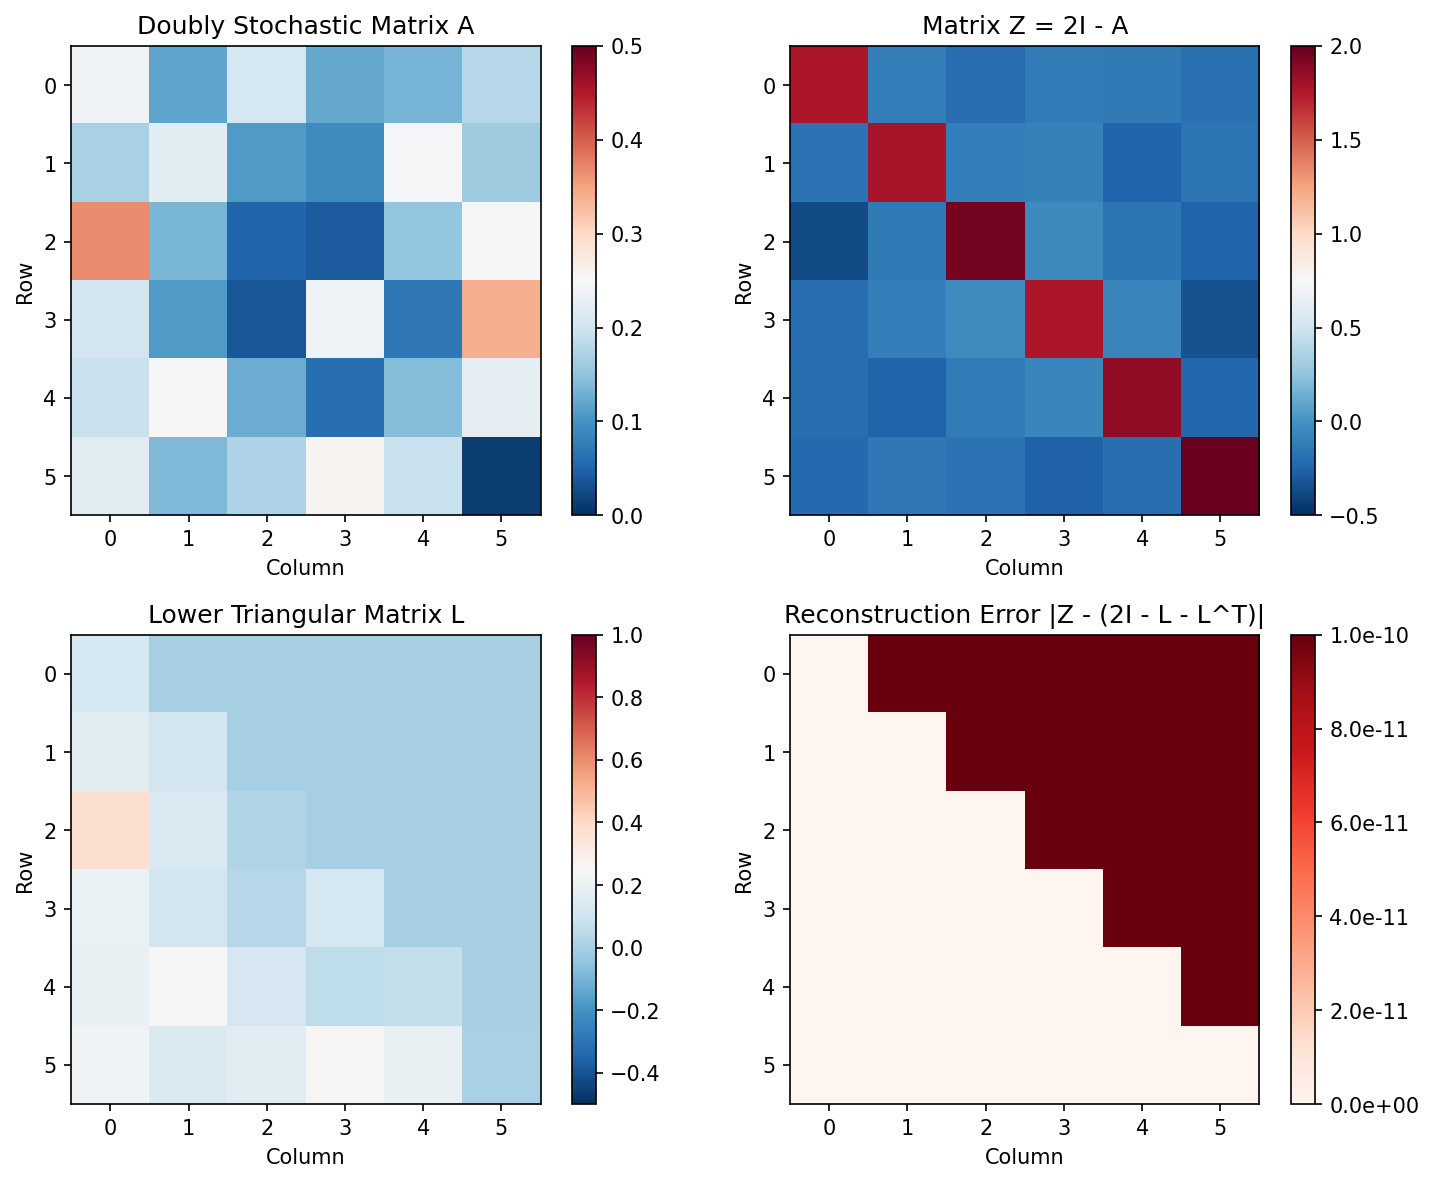 Doubly Stochastic Matrix A
Row
0
1
2
3
4
5
0 1 2 3 4 5
Column
0.5
0.4
0.3
0.2
0.1
0.0
Matrix Z = 2I - A
Row
0
1
2
3
4
5
0 1 2 3 4 5
Column
2.0
1.5
1.0
0.5
0.0
−0.5
Lower Triangular Matrix L
Row
0
1
2
3
4
5
0 1 2 3 4 5
Column
1.0
0.8
0.6
0.4
0.2
0.0
−0.2
−0.4
Reconstruction Error |Z - (2I - L - L^T)|
Row
0
1
2
3
4
5
0 1 2 3 4 5
Column
1.0e-10
8.0e-11
6.0e-11
4.0e-11
2.0e-11
0.0e+00